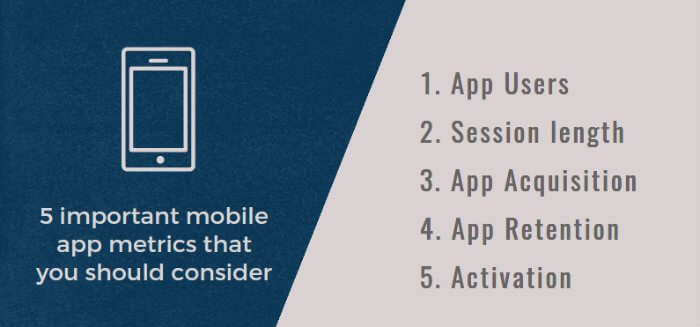 5 important mobile
app metrics that
you should consider
1. App Users
2. Session length
3. App Acquisition
4. App Retention
5. Activation